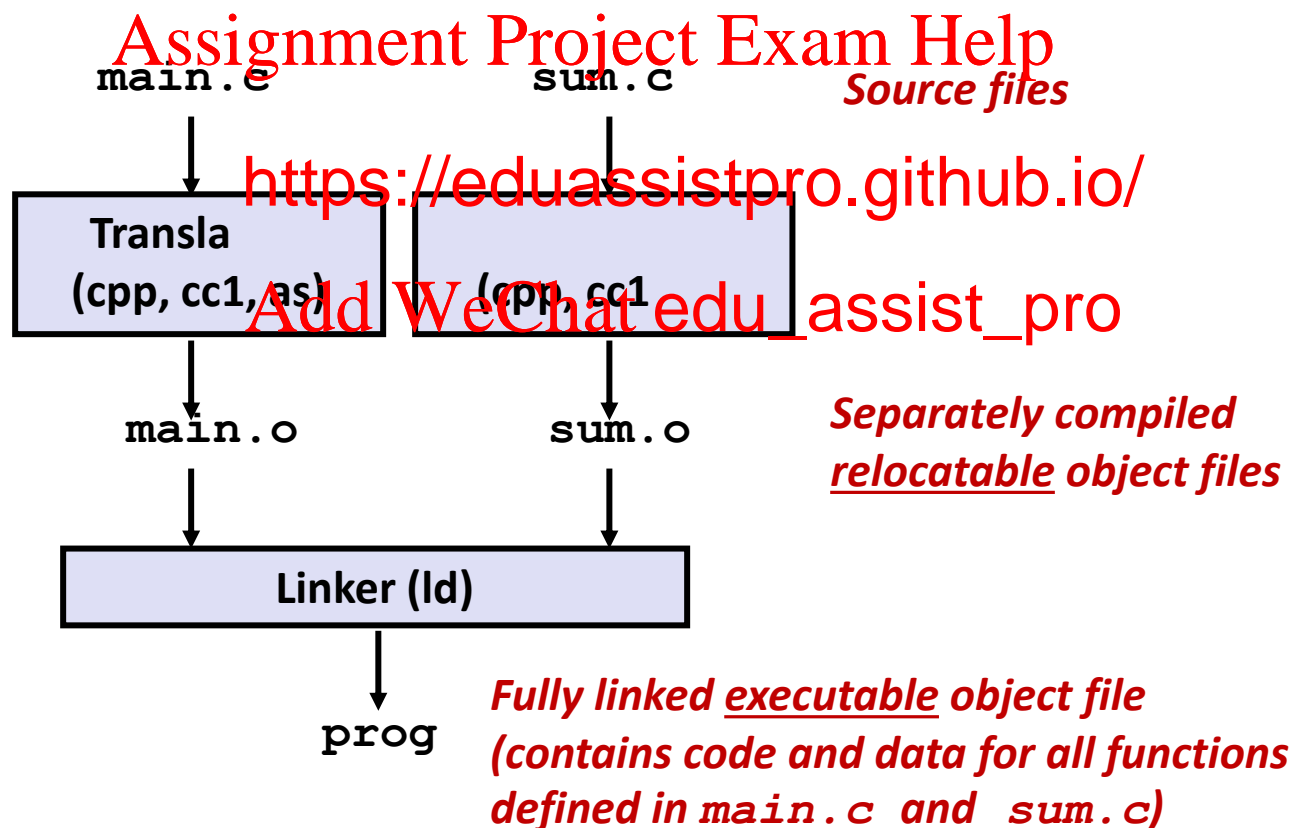 Assignment Project Exam Help
main.c sum.c Source files
https://eduassistpro.github.io/
Transla
(cpp, cc1, as) (cpp, cc1
Add WeChat edu_assist_pro
main.o sum.o
Separately compiled
relocatable object files
Linker (ld)
prog
Fully linked executable object file
(contains code and data for all functions
defined in main.c and sum.c)